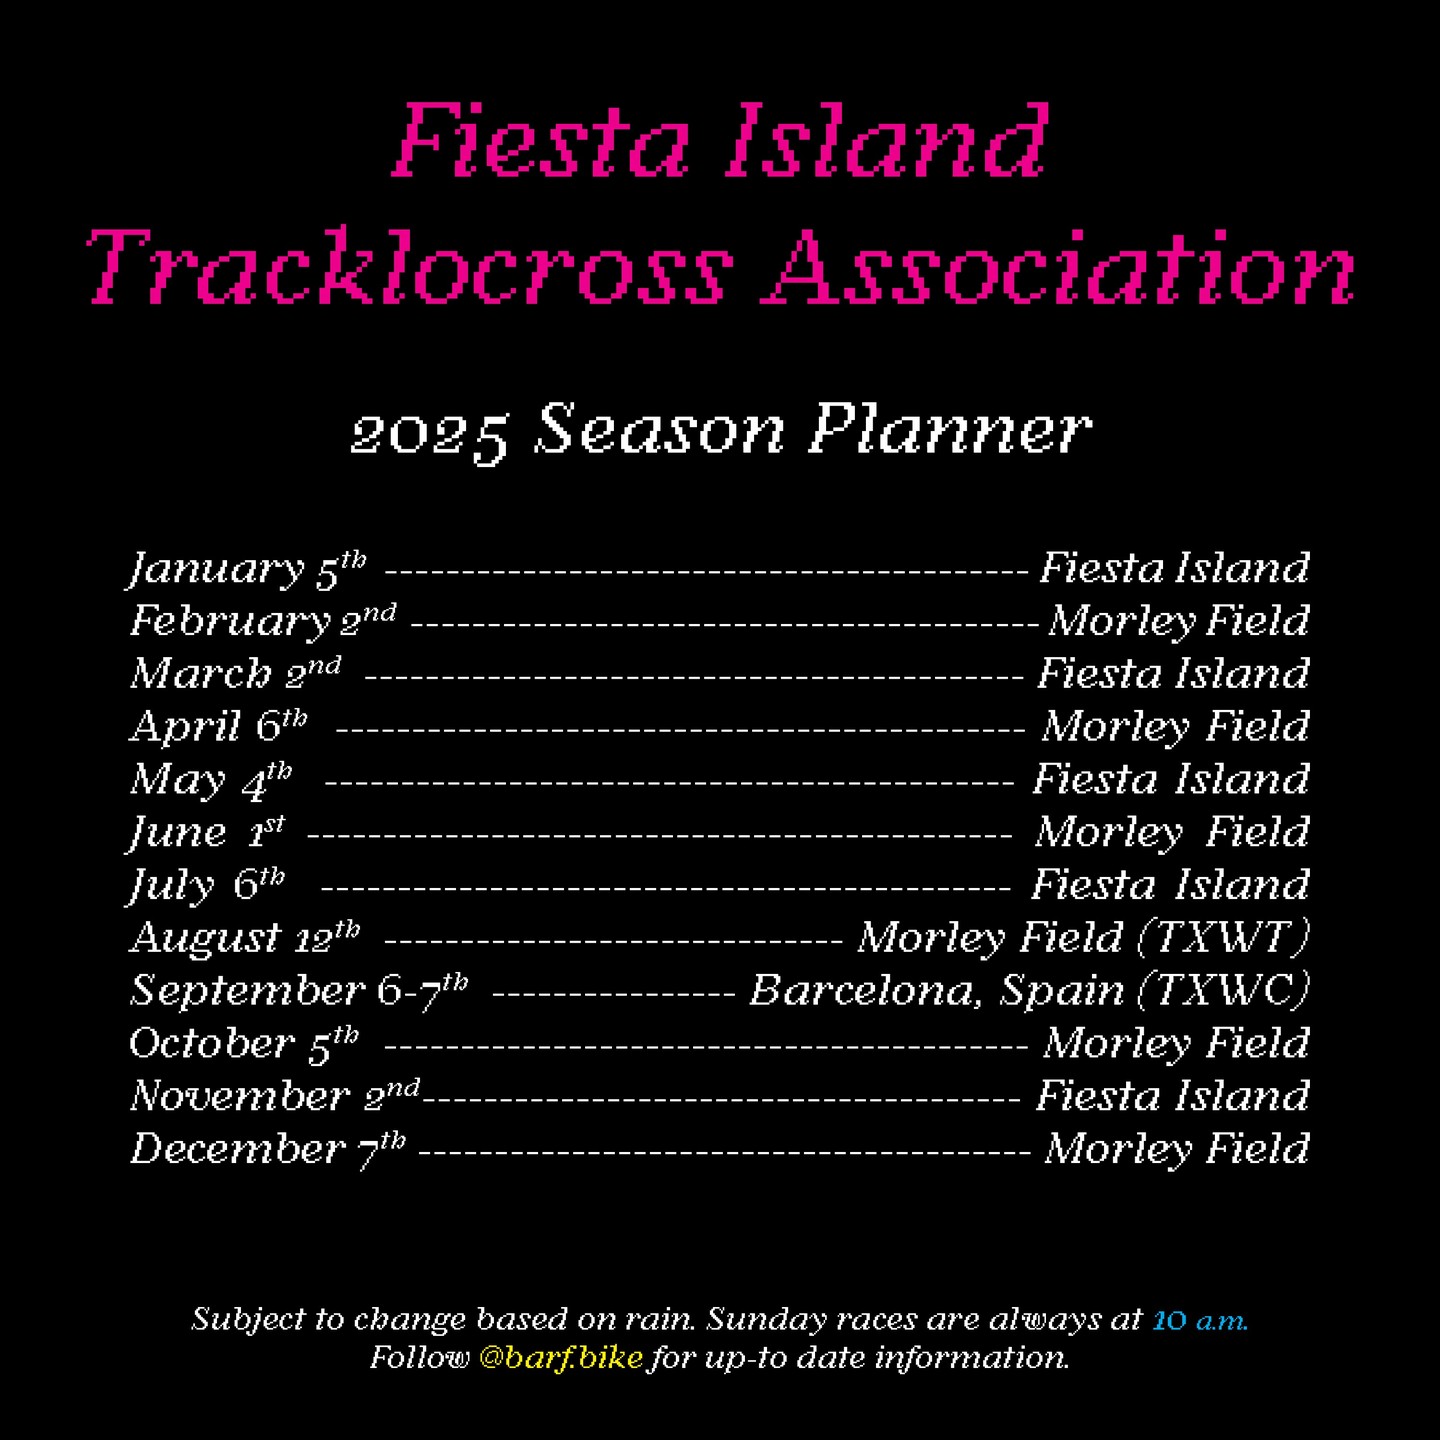 Fiesta Island
Tracklocross Association
2025 Season Planner
January 5th ------------------------------------------ Fiesta Island
February 2nd ----------------------------------------- Morley Field
March 2nd ------------------------------------------- Fiesta Island
April 6th --------------------------------------------- Morley Field
May 4th --------------------------------------------- Fiesta Island
June 1st ---------------------------------------------- Morley Field
July 6th --------------------------------------------- Fiesta Island
August 12th ------------------------------ Morley Field (TXWT)
September 6-7th ---------------- Barcelona, Spain (TXWC)
October 5th ------------------------------------------ Morley Field
November 2nd--------------------------------------- Fiesta Island
December 7th ---------------------------------------- Morley Field
Subject to change based on rain. Sunday races are always at 10 a.m.
Follow @barf.bike for up-to date information.